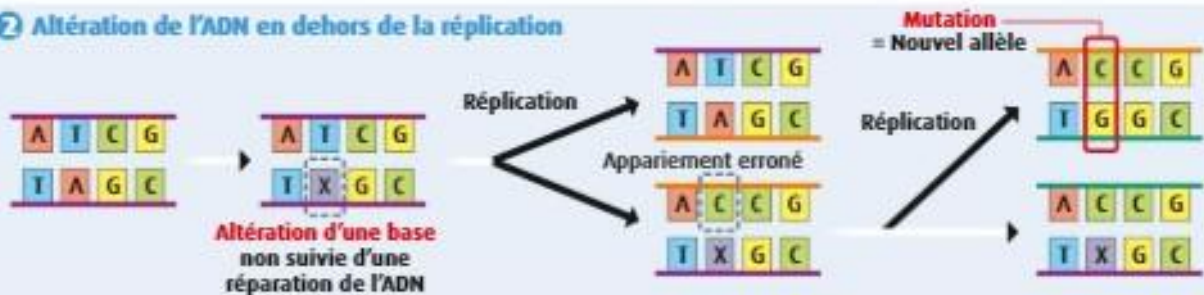 2 Altération de l'ADN en dehors de la réplication
A T C G
T A G C
A T C G
T X G C
Altération d'une base
non suivie d'une
réparation de l'ADN
Réplication
A T C G
T A G C
Appariement erroné
A C C G
T X G C
Réplication
Mutation
= Nouvel allèle
A C C G
T G G C
A C C G
T X G C